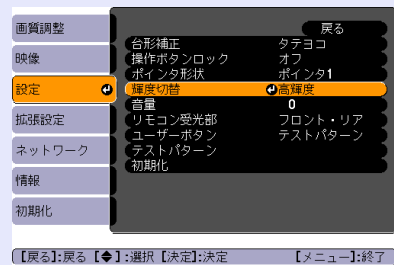 画質調整
映像
設定
拡張設定
ネットワーク
情報
初期化
戻る
台形補正 タテヨコ
操作ボタンロック オフ
ポインタ形状 ポインタ1
輝度切替 高輝度
音量 0
リモコン受光部 フロント・リア
ユーザーボタン テストパターン
テストパターン
初期化
[戻る]:戻る [◆]:選択 [決定]:決定 [メニュー]:終了